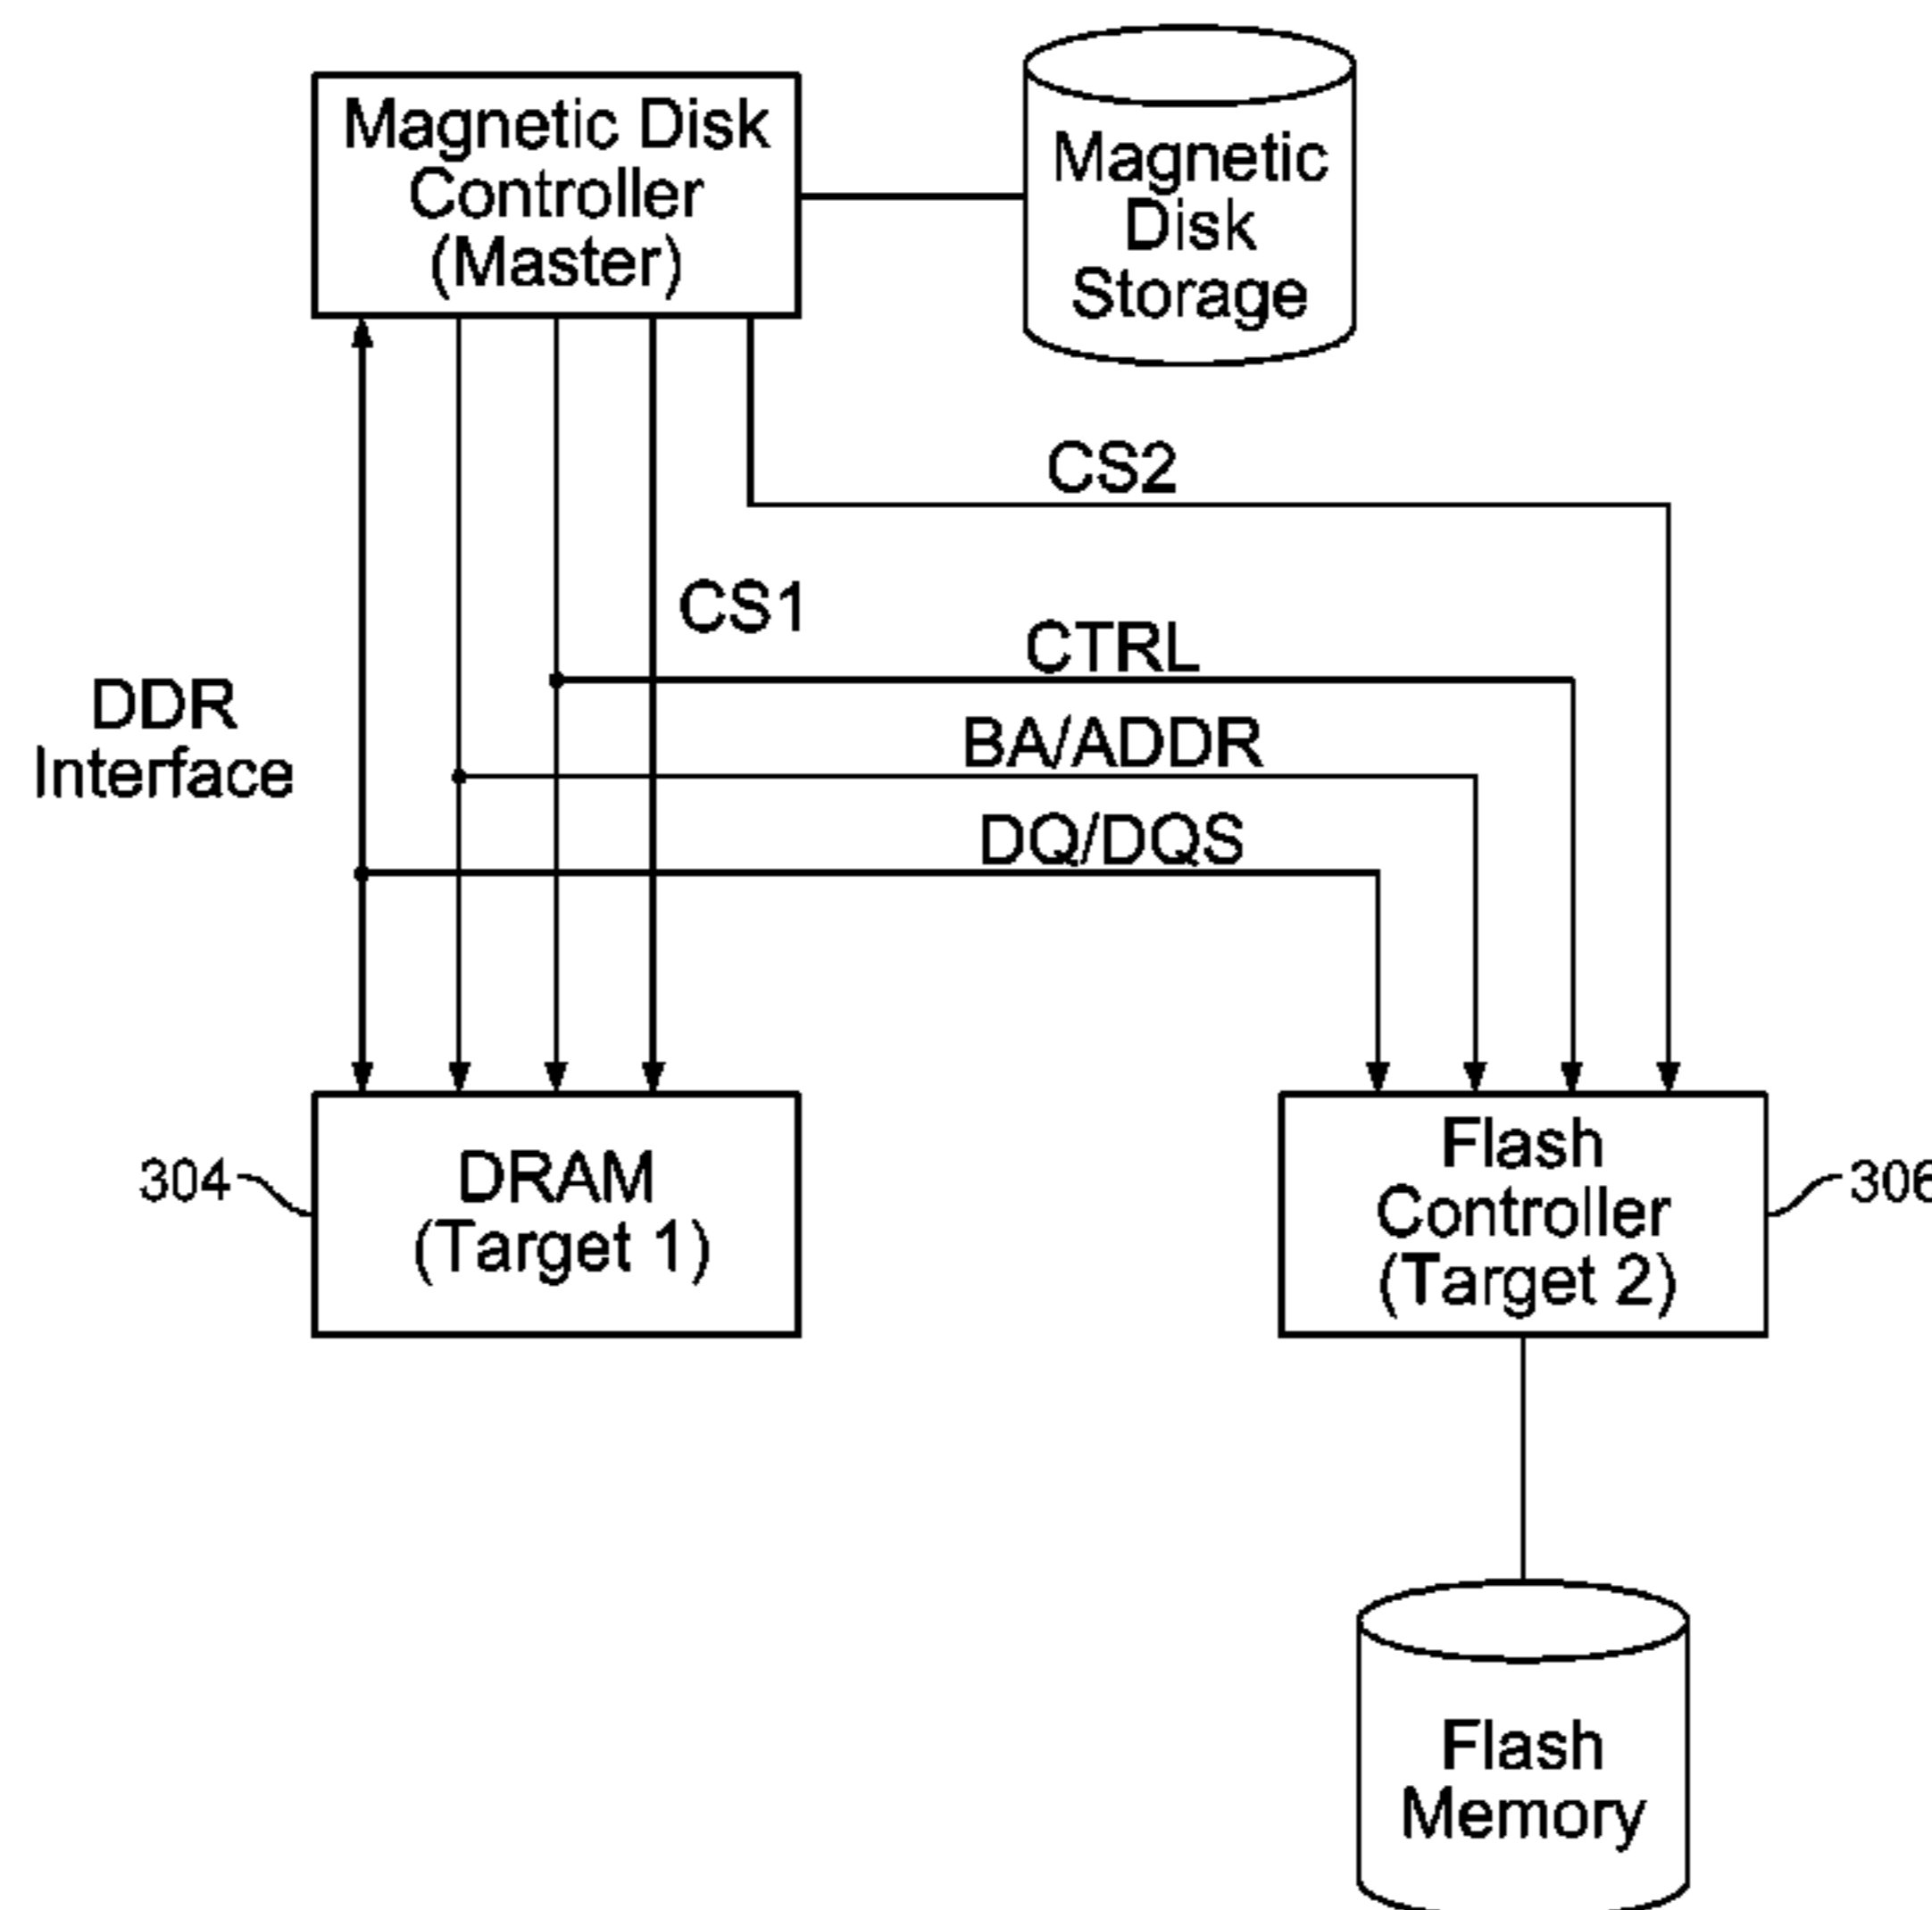 Magnetic Disk
Controller
(Master)
Magnetic
Disk
Storage
CS2
CS1
CTRL
DDR
Interface
BA/ADDR
DQ/DQS
304
DRAM
(Target 1)
Flash
Controller
(Target 2)
306
Flash
Memory